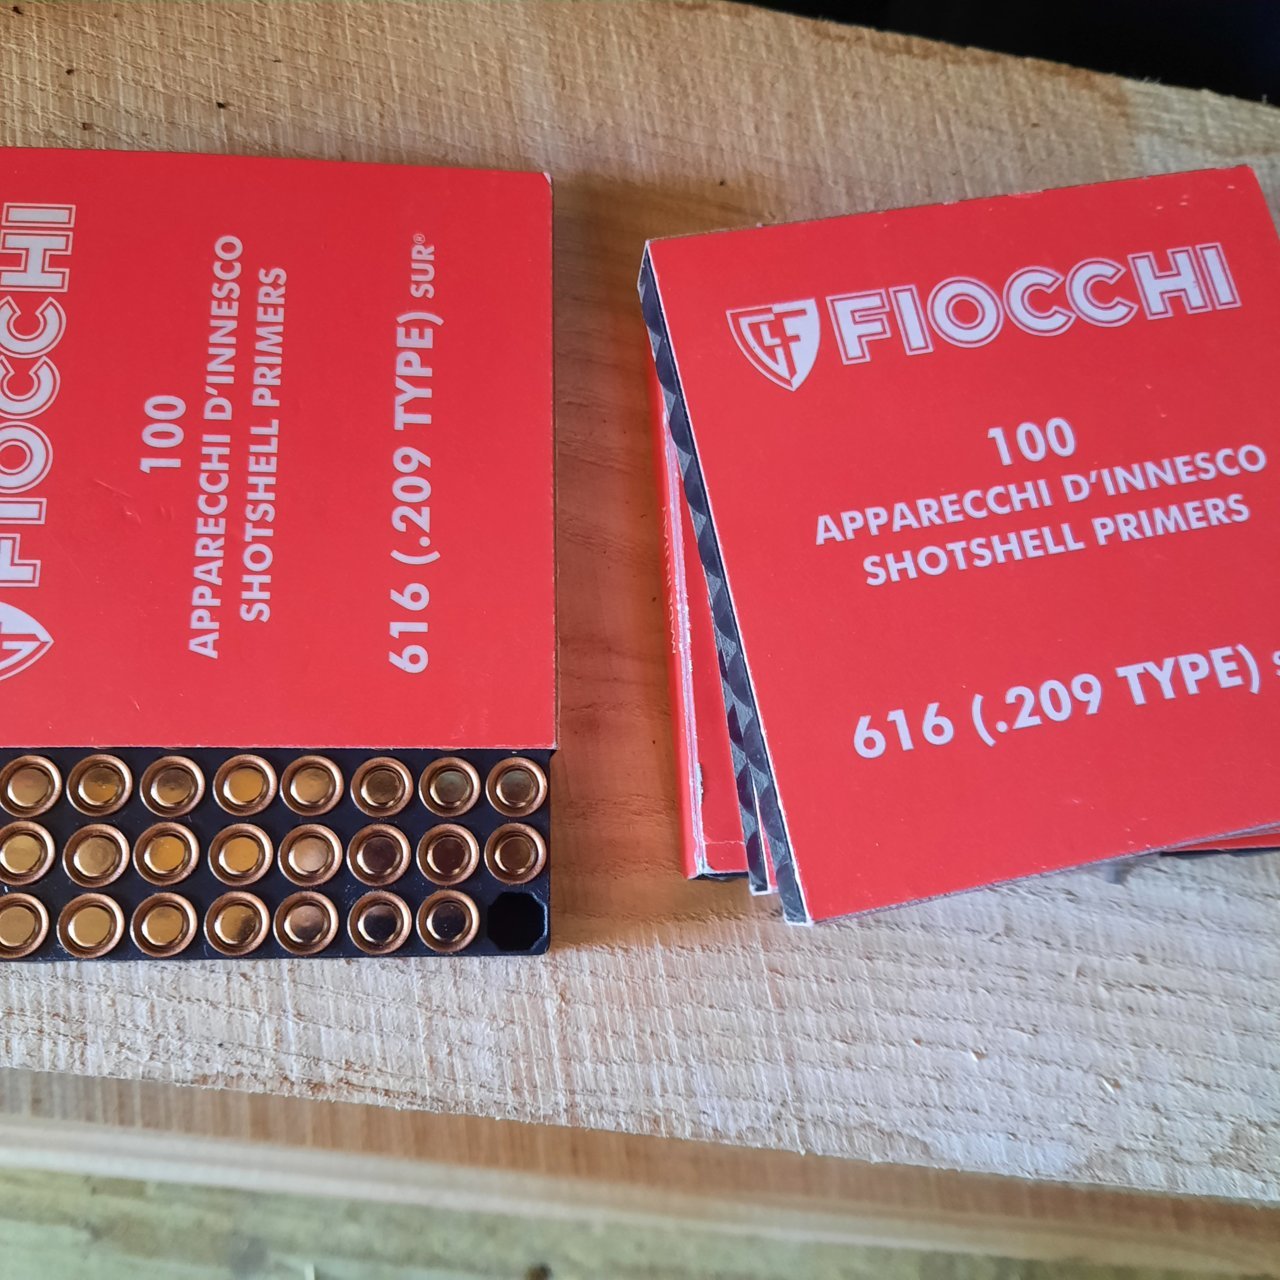 FIOCCHI
100
APPARECCHI D'INNESCO
SHOTSHELL PRIMERS
616 (.209 TYPE) SUR®
FIOCCHI
100
APPARECCHI D'INNESCO
SHOTSHELL PRIMERS
616 (.209 TYPE)